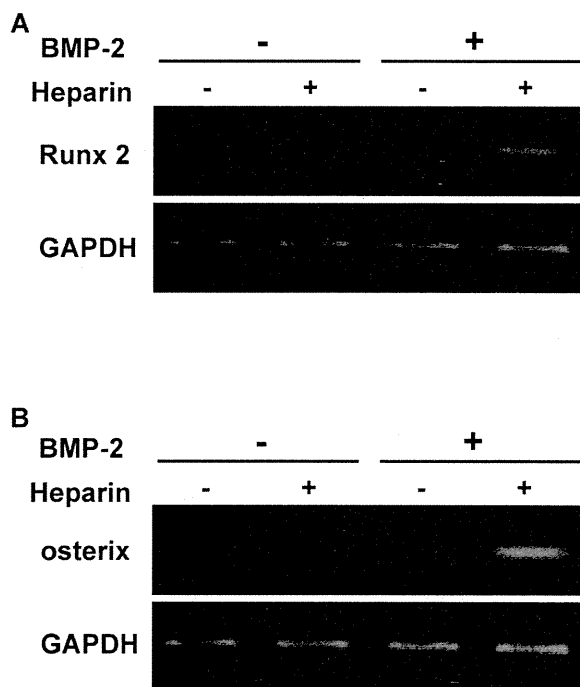 A
BMP-2 - +
Heparin - + - +
Runx 2
GAPDH
B
BMP-2 - +
Heparin - + - +
osterix
GAPDH